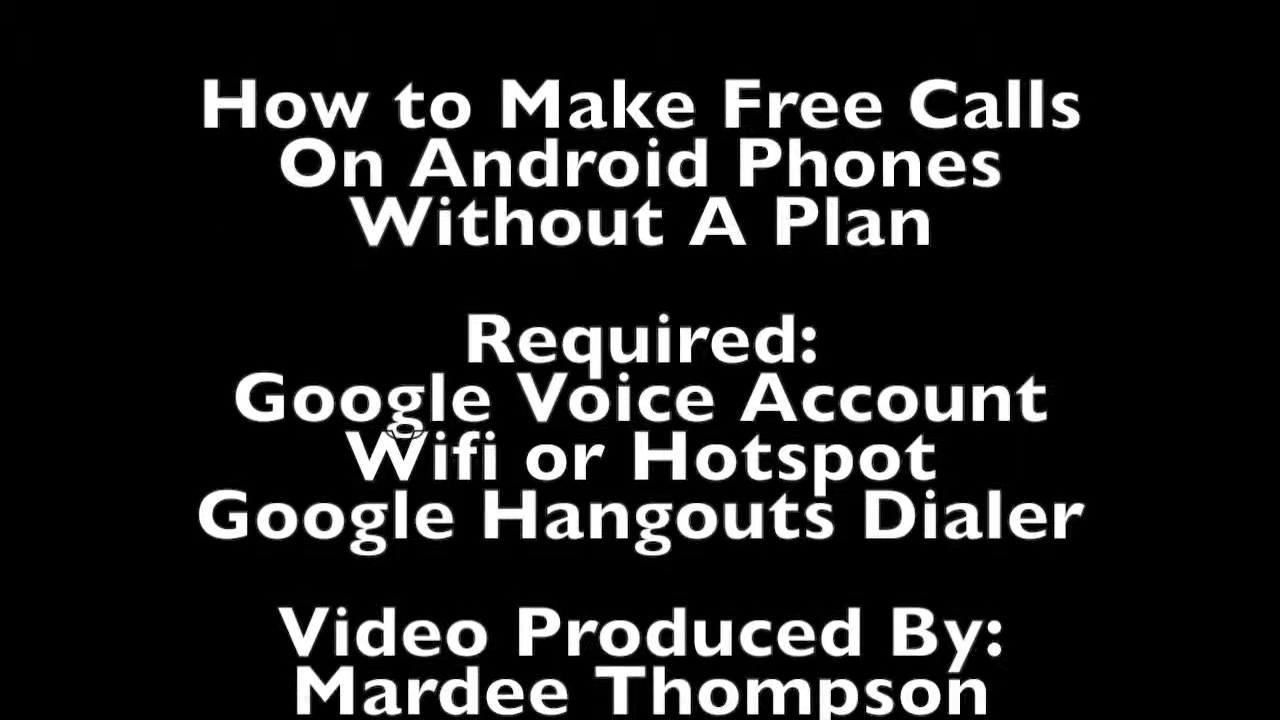 How to Make Free Calls
On Android Phones
Without A Plan
Required:
Google Voice Account
Wifi or Hotspot
Google Hangouts Dialer
Video Produced By:
Mardee Thompson